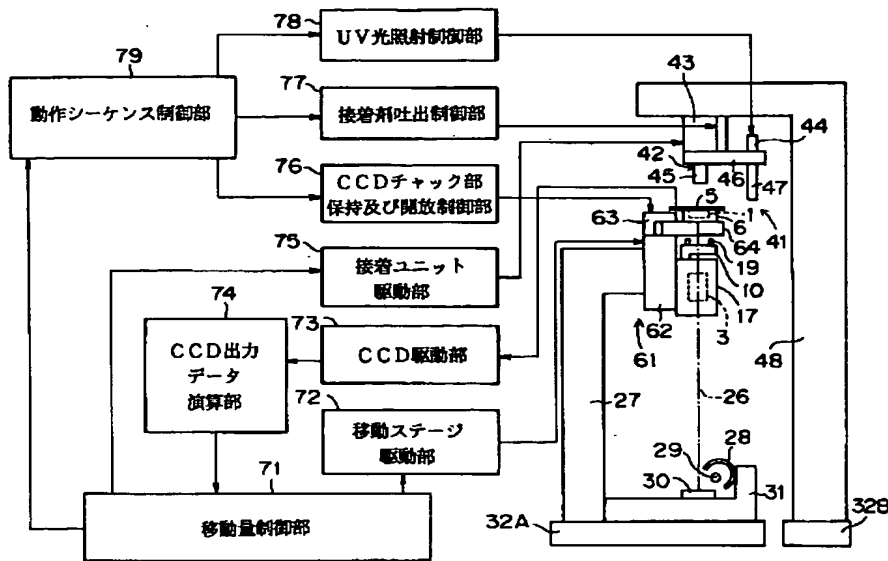 78
UV光照射制御部
79
動作シーケンス制御部
77
接着剤吐出制御部
76
CCDチャック部
保持及び開放制御部
75
接着ユニット
駆動部
74
CCD出力
データ
演算部
73
CCD駆動部
72
移動ステージ
駆動部
71
移動量制御部
43
44
42
45
46
47
5
1
63
6
41
64
19
10
17
62
3
61
48
27
26
28
29
30
31
32A
32B